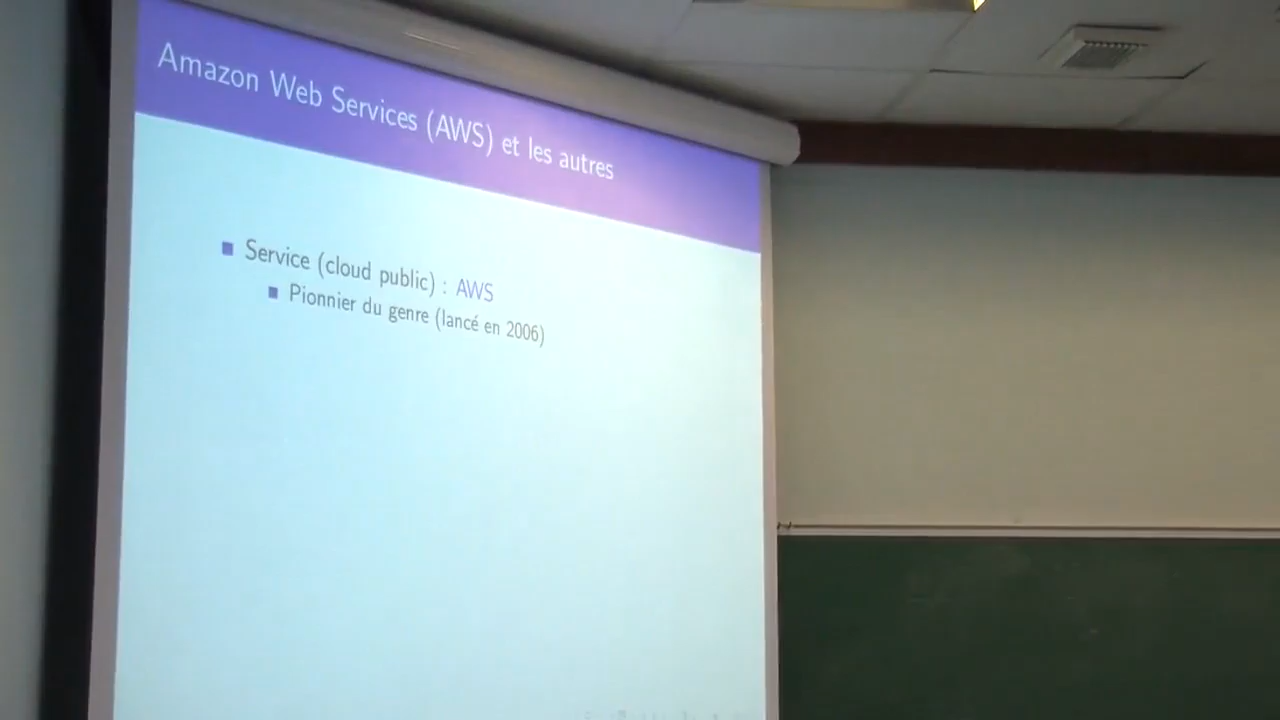 Amazon Web Services (AWS) et les autres
Service (cloud public) : AWS
Pionnier du genre (lancé en 2006)